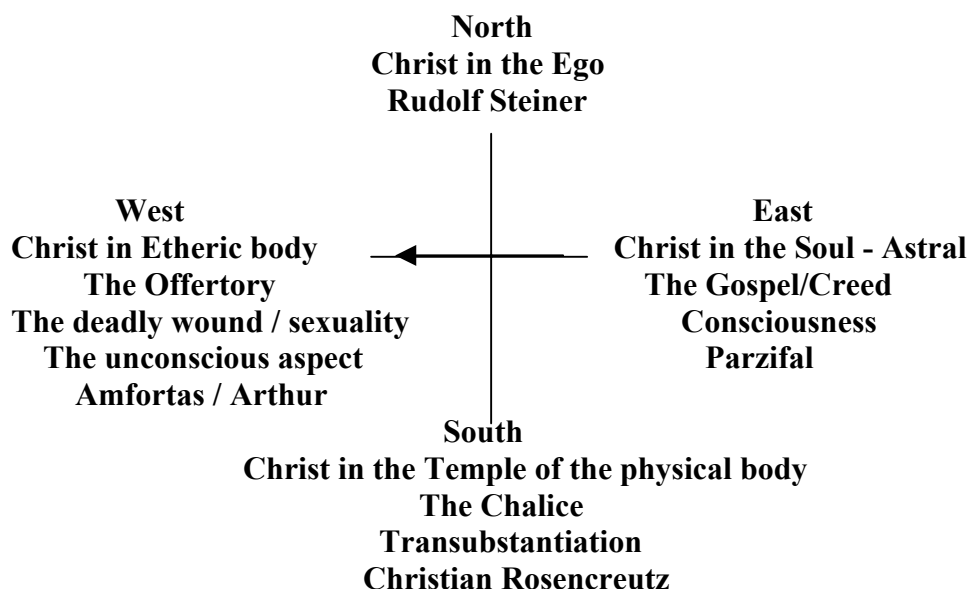 North
Christ in the Ego
Rudolf Steiner
West
Christ in Etheric body
The Offertory
The deadly wound / sexuality
The unconscious aspect
Amfortas / Arthur
East
Christ in the Soul - Astral
The Gospel/Creed
Consciousness
Parzifal
South
Christ in the Temple of the physical body
The Chalice
Transubstantiation
Christian Rosencreutz